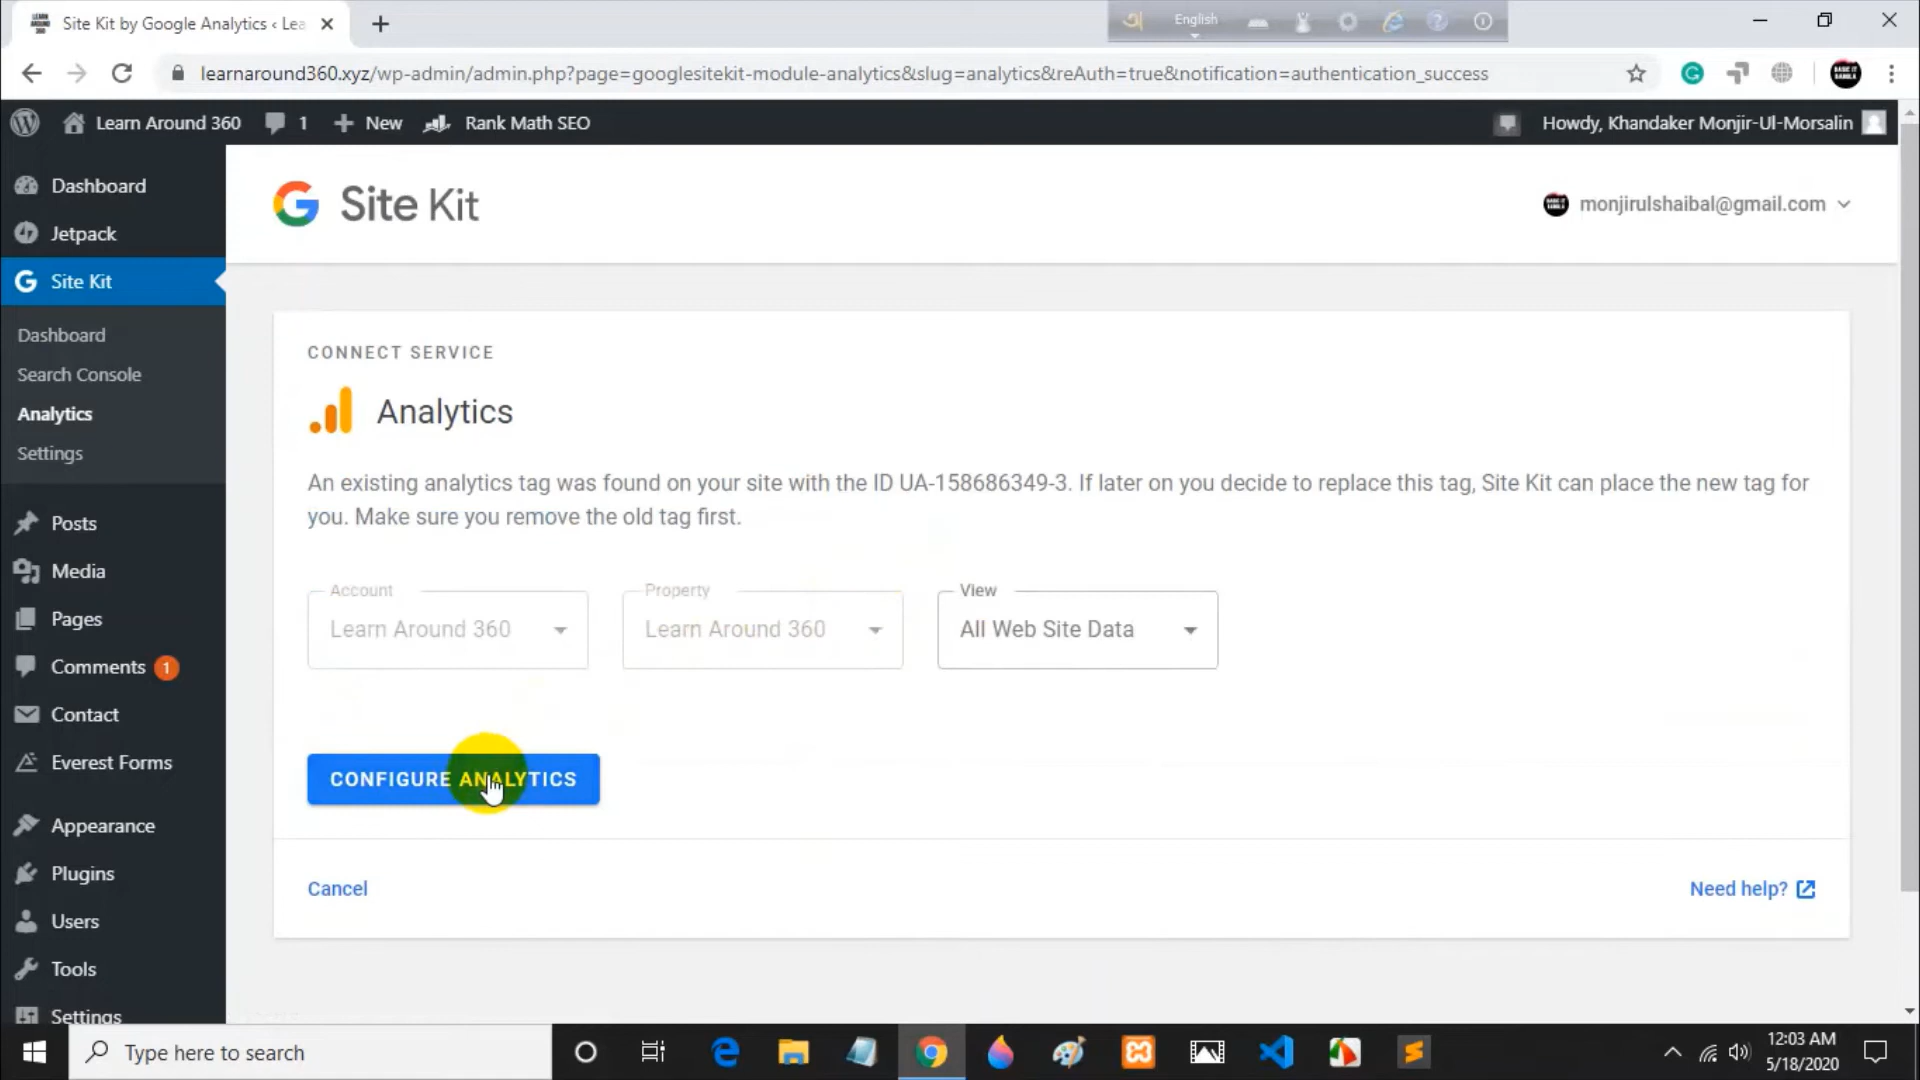 Site Kit by Google Analytics ‹ Lea
English
learnaround360.xyz/wp-admin/admin.php?page=googlesitekit-module-analytics&slug=analytics&reAuth=true&notification=authentication_success
Learn Around 360
1
New
Rank Math SEO
Howdy, Khandaker Monjir-Ul-Morsalin
Dashboard
Jetpack
Site Kit
Dashboard
Search Console
Analytics
Settings
Posts
Media
Pages
Comments 1
Contact
Everest Forms
Appearance
Plugins
Users
Tools
Settings
Site Kit
monjirulshaibal@gmail.com
CONNECT SERVICE
Analytics
An existing analytics tag was found on your site with the ID UA-158686349-3. If later on you decide to replace this tag, Site Kit can place the new tag for
you. Make sure you remove the old tag first.
Account
Learn Around 360
Property
Learn Around 360
View
All Web Site Data
CONFIGURE ANALYTICS
Cancel
Need help?
Type here to search
12:03 AM
5/18/2020